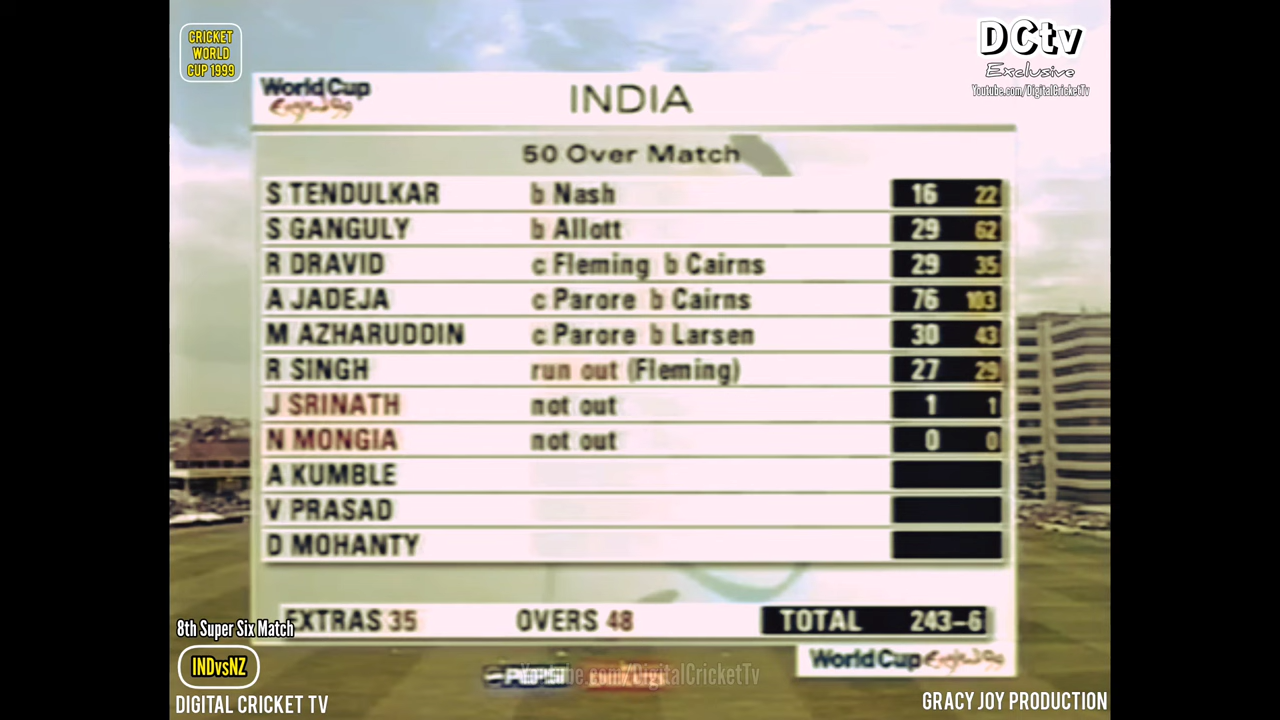 CRICKET
WORLD
CUP 1999
DCtv
Exclusive
Youtube.com/DigitalCricketTv
World Cup
England 99
INDIA
50 Over Match
S TENDULKAR b Nash 16 22
S GANGULY b Allott 29 62
R DRAVID c Fleming b Cairns 29 35
A JADEJA c Parore b Cairns 76 103
M AZHARUDDIN c Parore b Larsen 30 43
R SINGH run out (Fleming) 27 29
J SRINATH not out 1 1
N MONGIA not out 0 0
A KUMBLE
V PRASAD
D MOHANTY
EXTRAS 35 OVERS 48 TOTAL 243-6
8th Super Six Match
World Cup England 99
INDvsNZ
Youtube.com/DigitalCricketTv
DIGITAL CRICKET TV
GRACY JOY PRODUCTION